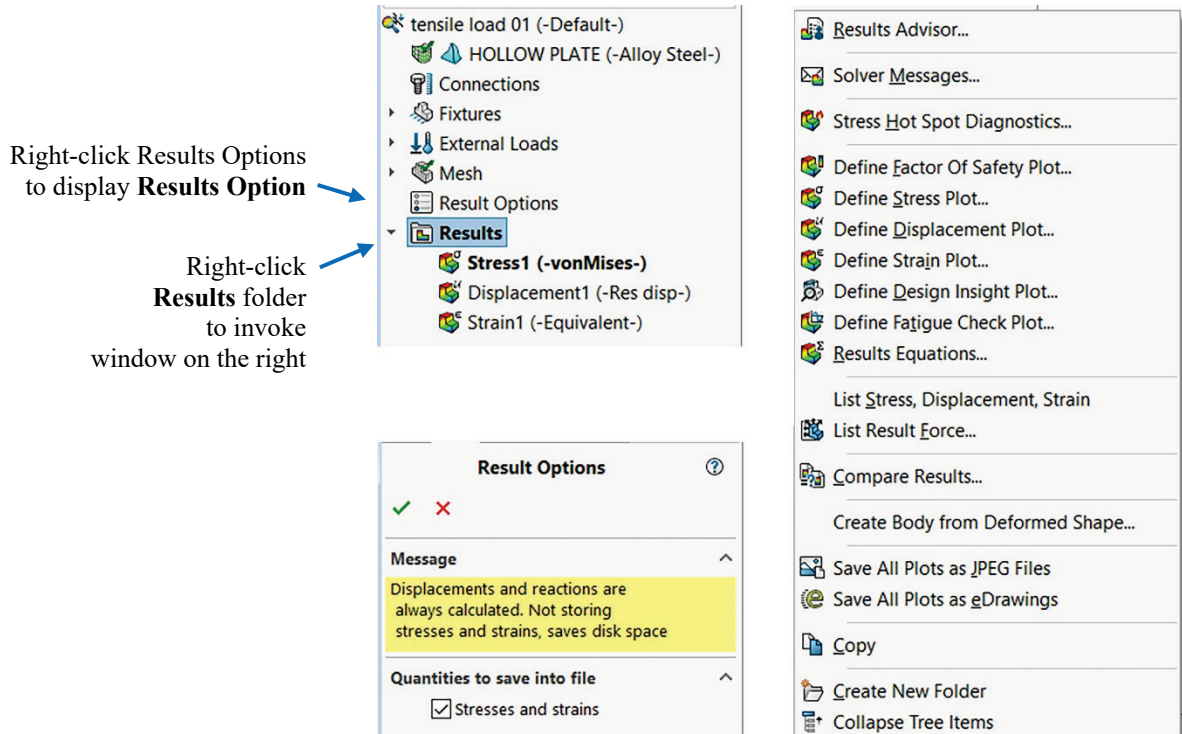 Right-click Results Options
to display Results Option
Right-click
Results folder
to invoke
window on the right
tensile load 01 (-Default-)
HOLLOW PLATE (-Alloy Steel-)
Connections
Fixtures
External Loads
Mesh
Result Options
Results
Stress1 (-vonMises-)
Displacement1 (-Res disp-)
Strain1 (-Equivalent-)
Result Options
Message
Displacements and reactions are
always calculated. Not storing
stresses and strains, saves disk space
Quantities to save into file
Stresses and strains
Results Advisor...
Solver Messages...
Stress Hot Spot Diagnostics...
Define Factor Of Safety Plot...
Define Stress Plot...
Define Displacement Plot...
Define Strain Plot...
Define Design Insight Plot...
Define Fatigue Check Plot...
Results Equations...
List Stress, Displacement, Strain
List Result Force...
Compare Results...
Create Body from Deformed Shape...
Save All Plots as JPEG Files
Save All Plots as eDrawings
Copy
Create New Folder
Collapse Tree Items